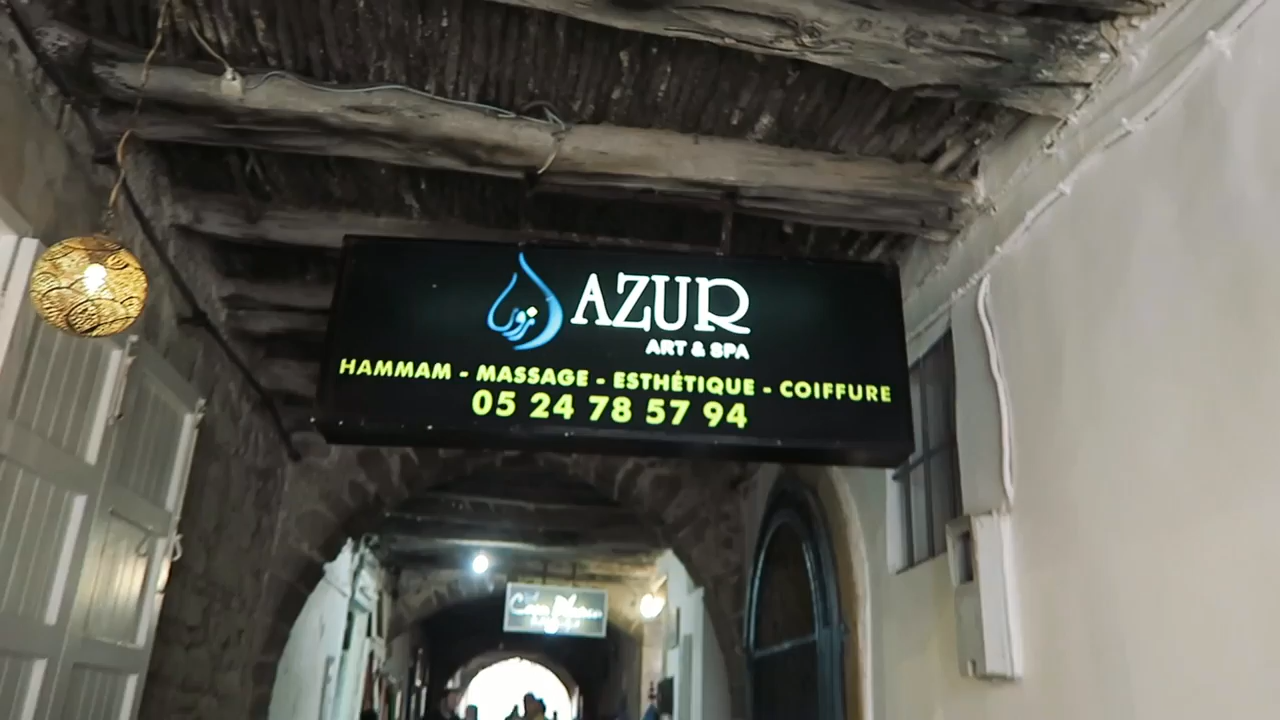 AZUR
ART & SPA
HAMMAM - MASSAGE - ESTHÉTIQUE - COIFFURE
05 24 78 57 94